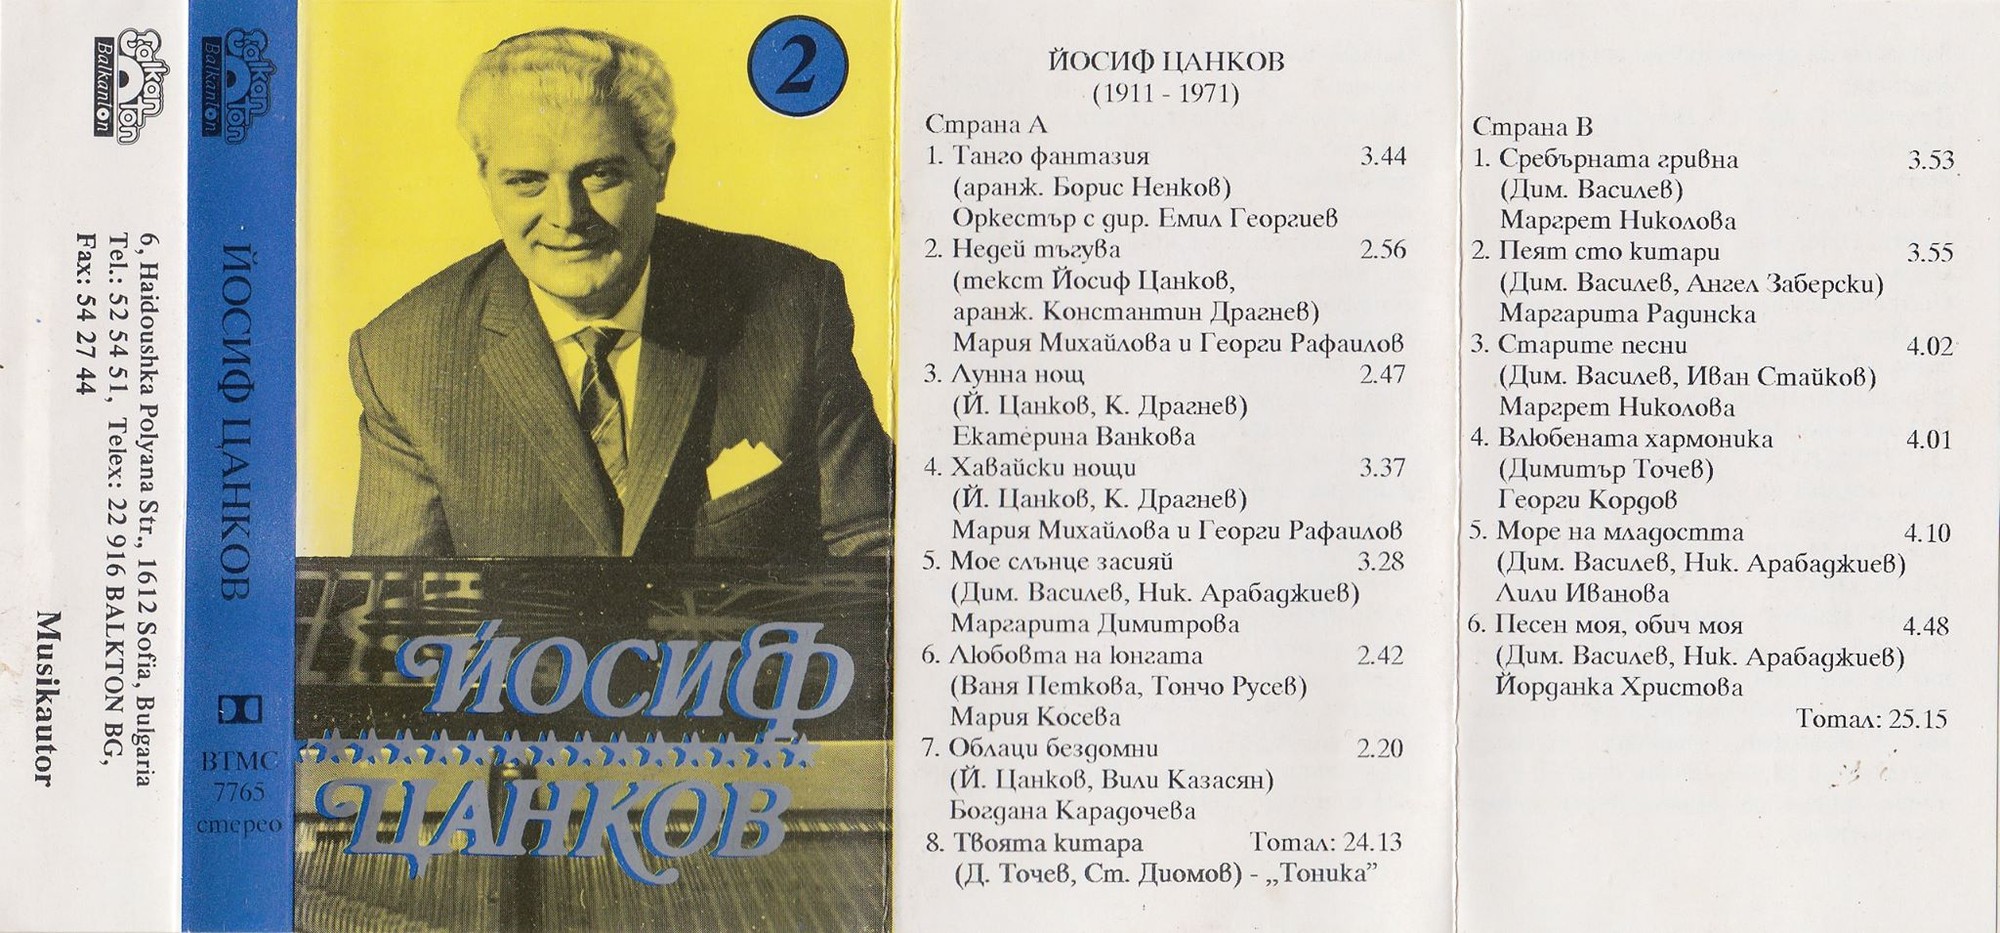 Balkanton
Balkanton
6, Haidoushka Polyana Str., 1612 Sofia, Bulgaria
Tel.: 52 54 51, Telex: 22 916 BALKTON BG,
Fax: 54 27 44
Musikautor
Balkanton
Balkanton
ЙОСИФ ЦАНКОВ
BTMC
7765
стерео
2
ЙОСИФ
ЦАНКОВ
ЙОСИФ ЦАНКОВ
(1911 - 1971)
Страна А
1. Танго фантазия 3.44
(аранж. Борис Ненков)
Оркестър с дир. Емил Георгиев
2. Недей тъгува 2.56
(текст Йосиф Цанков,
аранж. Константин Драгнев)
Мария Михайлова и Георги Рафаилов
3. Лунна нощ 2.47
(Й. Цанков, К. Драгнев)
Екатерина Ванкова
4. Хавайски нощи 3.37
(Й. Цанков, К. Драгнев)
Мария Михайлова и Георги Рафаилов
5. Мое слънце засияй 3.28
(Дим. Василев, Ник. Арабаджиев)
Маргарита Димитрова
6. Любовта на юнгата 2.42
(Ваня Петкова, Тончо Русев)
Мария Косева
7. Облаци бездомни 2.20
(Й. Цанков, Вили Казасян)
Богдана Карадочева
8. Твоята китара Тотал: 24.13
(Д. Точев, Ст. Диомов) - „Тоника”
Страна В
1. Сребърната гривна 3.53
(Дим. Василев)
Маргрет Николова
2. Пеят сто китари 3.55
(Дим. Василев, Ангел Заберски)
Маргарита Радинска
3. Старите песни 4.02
(Дим. Василев, Иван Стайков)
Маргрет Николова
4. Влюбената хармоника 4.01
(Димитър Точев)
Георги Кордов
5. Море на младостта 4.10
(Дим. Василев, Ник. Арабаджиев)
Лили Иванова
6. Песен моя, обич моя 4.48
(Дим. Василев, Ник. Арабаджиев)
Йорданка Христова
Тотал: 25.15